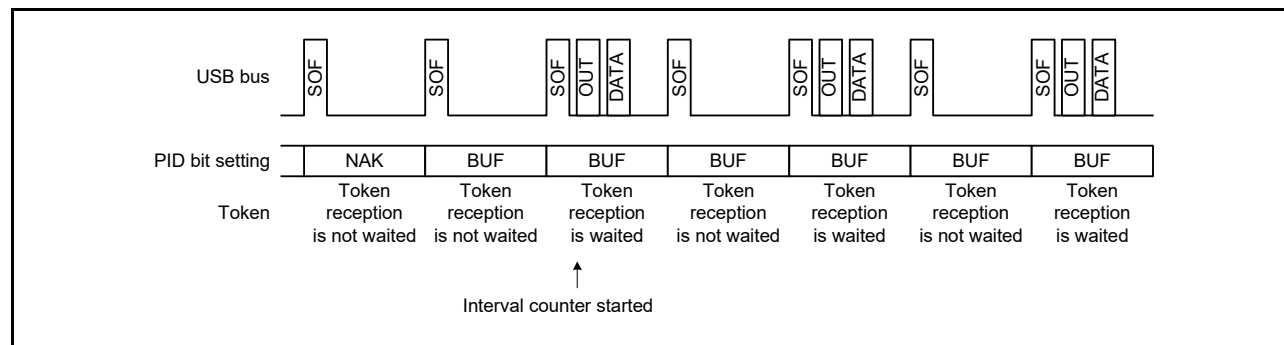 USB bus
SOF SOF SOF OUT DATA SOF SOF OUT DATA SOF SOF OUT DATA
PID bit setting NAK BUF BUF BUF BUF BUF BUF
Token
Token reception is not waited
Token reception is not waited
Token reception is waited
Token reception is not waited
Token reception is waited
Token reception is not waited
Token reception is waited
Interval counter started